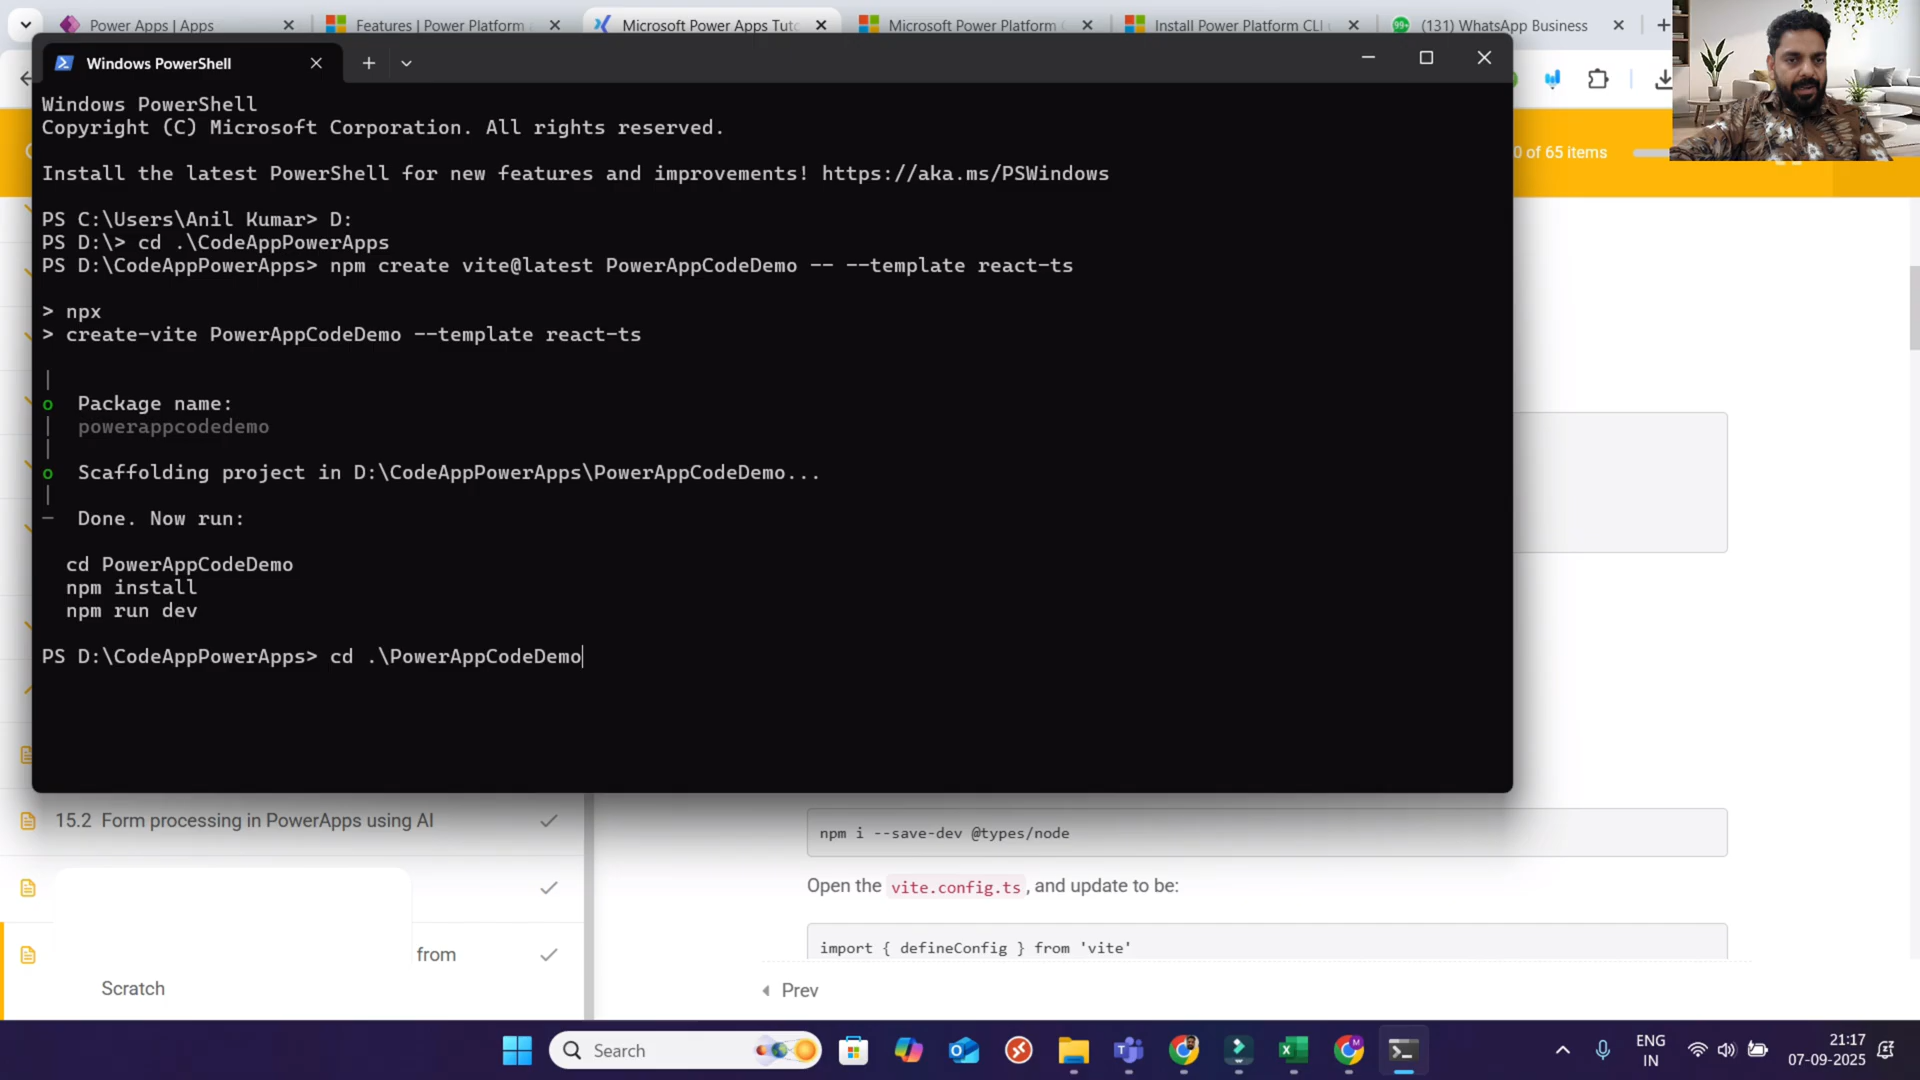 Power Apps | Apps
Features | Power Platform
Microsoft Power Apps Tuto
Microsoft Power Platform
Install Power Platform CLI
99+
(131) WhatsApp Business
Windows PowerShell
Windows PowerShell
Copyright (C) Microsoft Corporation. All rights reserved.
Install the latest PowerShell for new features and improvements! https://aka.ms/PSWindows
PS C:\Users\Anil Kumar> D:
PS D:\> cd .\CodeAppPowerApps
PS D:\CodeAppPowerApps> npm create vite@latest PowerAppCodeDemo -- --template react-ts
> npx
> create-vite PowerAppCodeDemo --template react-ts
|
o Package name:
| powerappcodedemo
|
o Scaffolding project in D:\CodeAppPowerApps\PowerAppCodeDemo...
|
— Done. Now run:
cd PowerAppCodeDemo
npm install
npm run dev
PS D:\CodeAppPowerApps> cd .\PowerAppCodeDemo
0 of 65 items
15.2 Form processing in PowerApps using AI
from
Scratch
npm i --save-dev @types/node
Open the vite.config.ts, and update to be:
import { defineConfig } from 'vite'
Prev
Search
ENG
IN
21:17
07-09-2025